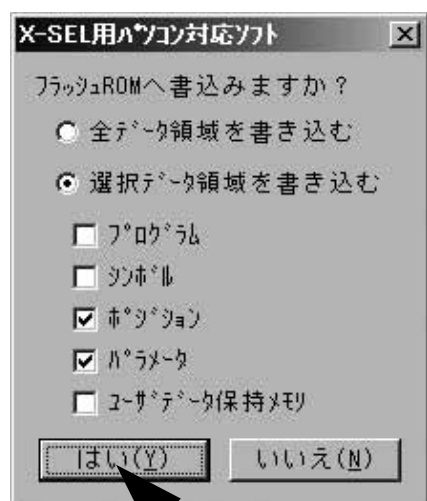 X-SEL用ﾊﾟｿｺﾝ対応ｿﾌﾄ
ﾌﾗｯｼｭROMへ書込みますか？
全ﾃﾞｰﾀ領域を書き込む
選択ﾃﾞｰﾀ領域を書き込む
ﾌﾟﾛｸﾞﾗﾑ
ｼﾝﾎﾞﾙ
ﾎﾟｼﾞｼｮﾝ
ﾊﾟﾗﾒｰﾀ
ﾕｰｻﾞﾃﾞｰﾀ保持ﾒﾓﾘ
はい(Y) いいえ(N)